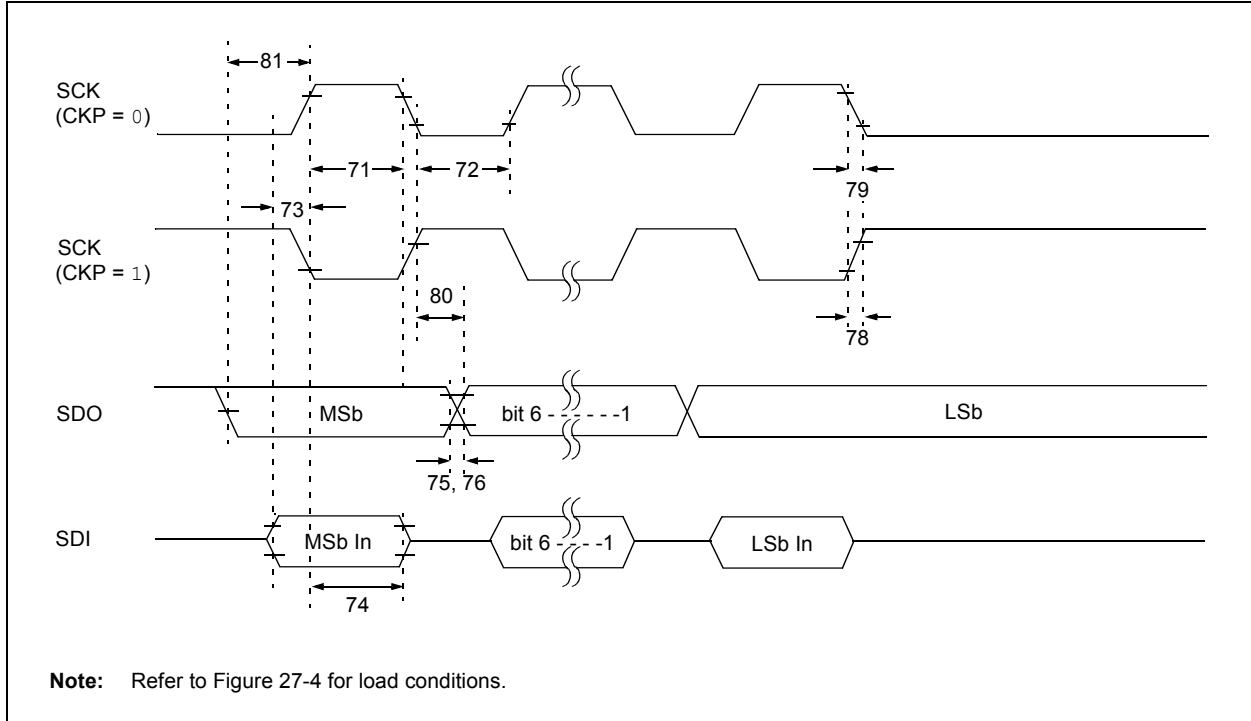 81
SCK
(CKP = 0)
71
72
79
73
SCK
(CKP = 1)
80
78
SDO
MSb
bit 6 - - - - - -1
LSb
75, 76
SDI
MSb In
bit 6 - - - -1
LSb In
74
Note: Refer to Figure 27-4 for load conditions.